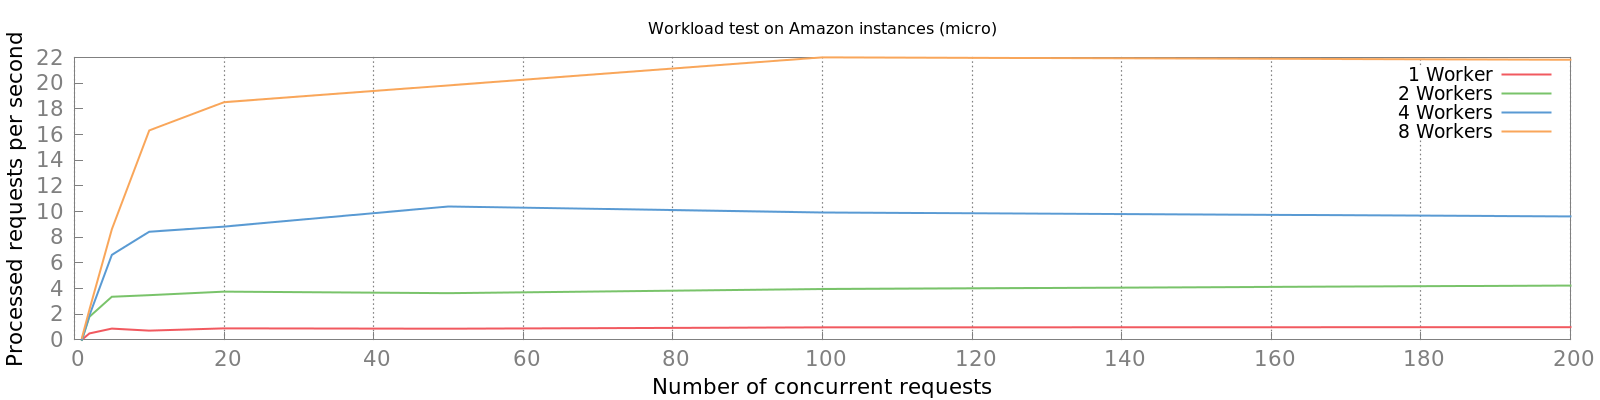 Workload test on Amazon instances (micro)
Processed requests per second
22
20
18
16
14
12
10
8
6
4
2
0
1 Worker
2 Workers
4 Workers
8 Workers
0 20 40 60 80 100 120 140 160 180 200
Number of concurrent requests